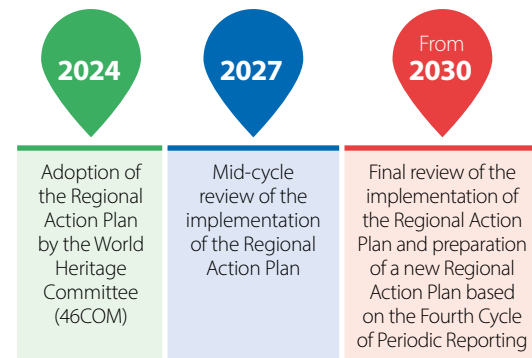 2024
2027
From
2030
Adoption of
the Regional
Action Plan
by the World
Heritage
Committee
(46COM)
Mid-cycle
review of the
implementation
of the Regional
Action Plan
Final review of the
implementation of
the Regional Action
Plan and preparation
of a new Regional
Action Plan based
on the Fourth Cycle
of Periodic Reporting